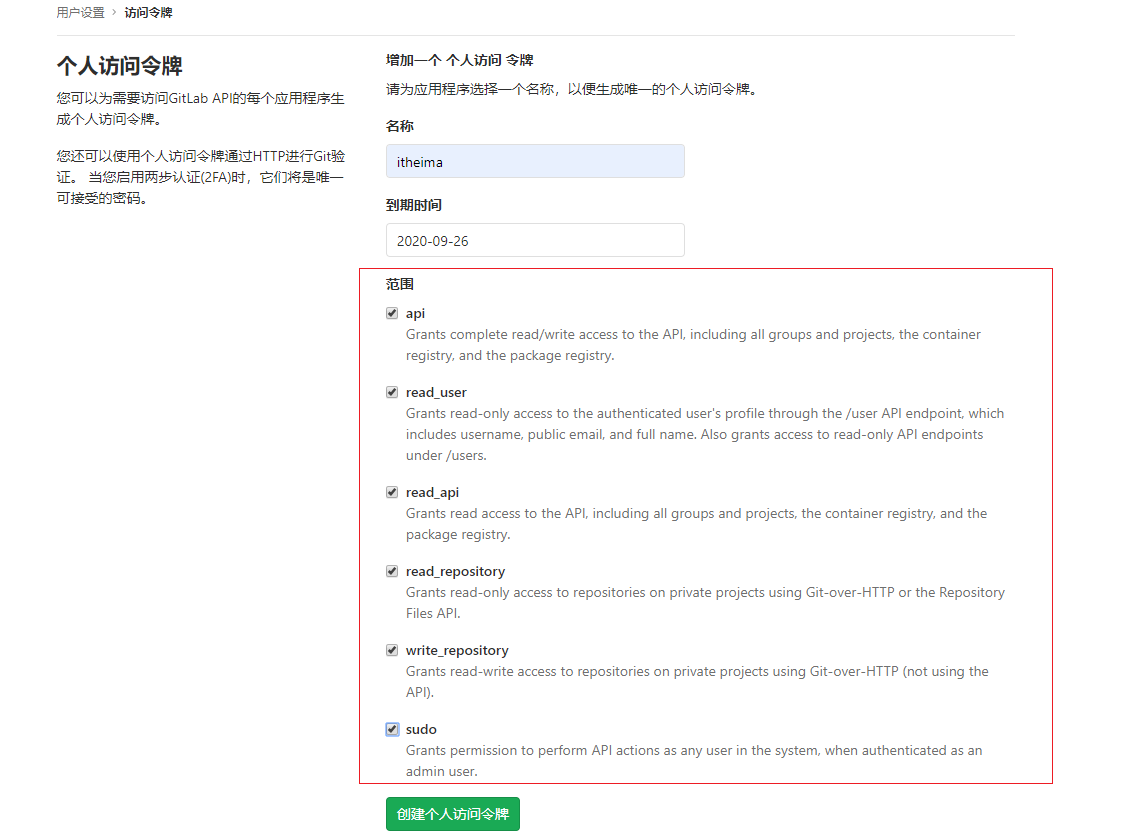 用户设置 › 访问令牌
个人访问令牌
您可以为需要访问GitLab API的每个应用程序生
成个人访问令牌。
您还可以使用个人访问令牌通过HTTP进行Git验
证。 当您启用两步认证(2FA)时，它们将是唯一
可接受的密码。
增加一个 个人访问 令牌
请为应用程序选择一个名称，以便生成唯一的个人访问令牌。
名称
itheima
到期时间
2020-09-26
范围
api
Grants complete read/write access to the API, including all groups and projects, the container
registry, and the package registry.
read_user
Grants read-only access to the authenticated user's profile through the /user API endpoint, which
includes username, public email, and full name. Also grants access to read-only API endpoints
under /users.
read_api
Grants read access to the API, including all groups and projects, the container registry, and the
package registry.
read_repository
Grants read-only access to repositories on private projects using Git-over-HTTP or the Repository
Files API.
write_repository
Grants read-write access to repositories on private projects using Git-over-HTTP (not using the
API).
sudo
Grants permission to perform API actions as any user in the system, when authenticated as an
admin user.
创建个人访问令牌